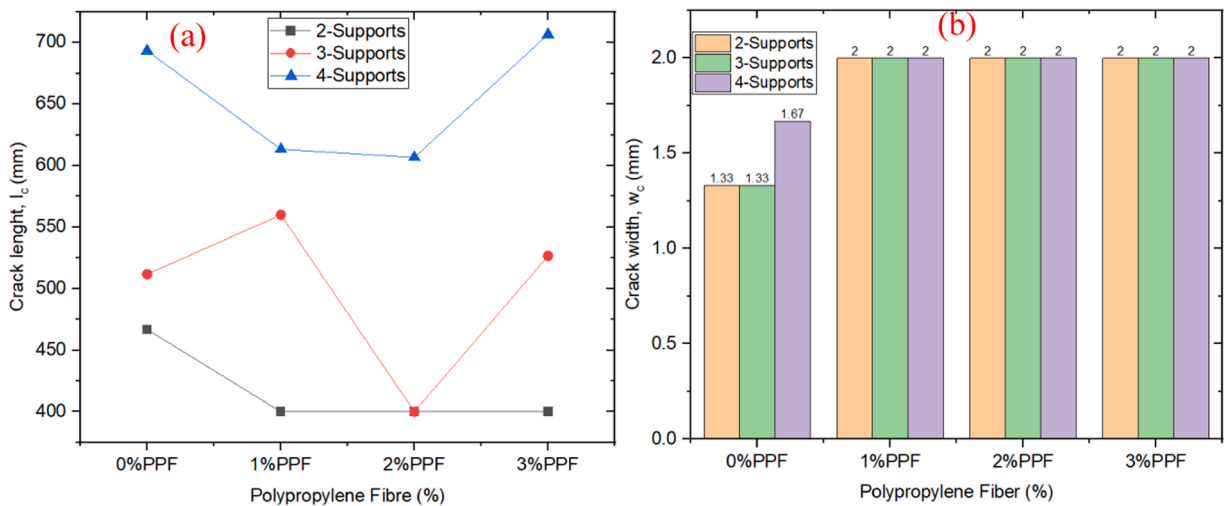 (a)
2-Supports
3-Supports
4-Supports
700
650
600
550
500
450
400
Crack lenght, lc (mm)
0%PPF 1%PPF 2%PPF 3%PPF
Polypropylene Fibre (%)
(b)
2-Supports
3-Supports
4-Supports
2.0
1.5
1.0
0.5
0.0
Crack width, wc (mm)
1.33 1.33 1.67 2 2 2 2 2 2 2 2 2
0%PPF 1%PPF 2%PPF 3%PPF
Polypropylene Fiber (%)